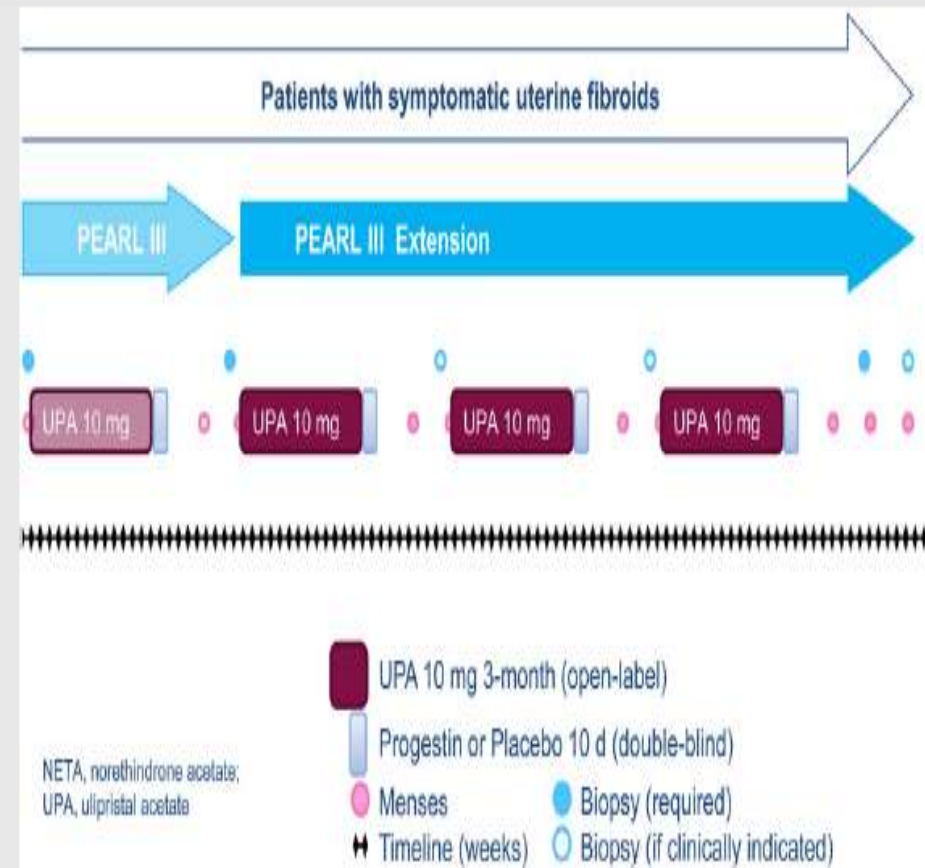 Patients with symptomatic uterine fibroids
PEARL III
PEARL III Extension
UPA 10 mg
UPA 10 mg
UPA 10 mg
UPA 10 mg
UPA 10 mg 3-month (open-label)
Progestin or Placebo 10 d (double-blind)
Menses
Biopsy (required)
Timeline (weeks)
Biopsy (if clinically indicated)
NETA, norethindrone acetate;
UPA, ulipristal acetate